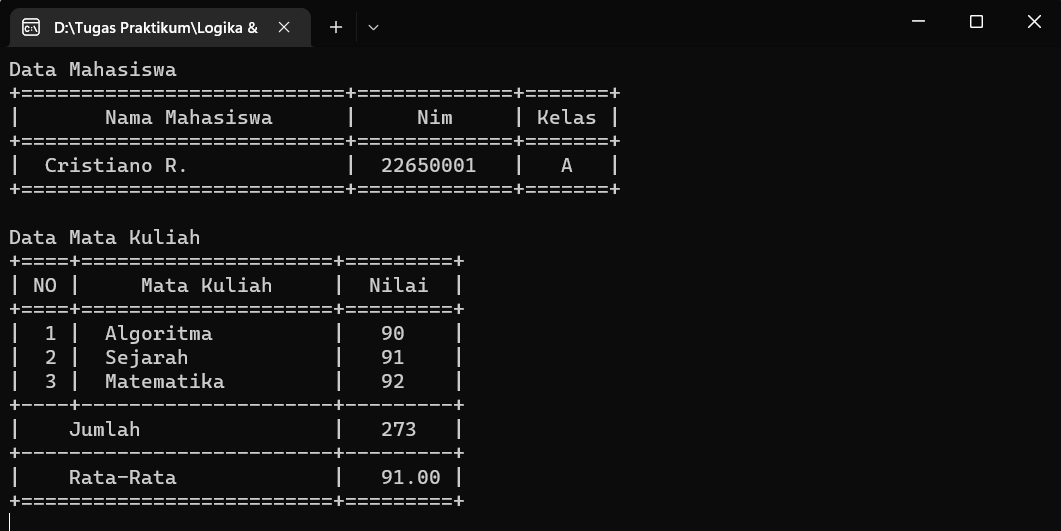 D:\Tugas Praktikum\Logika &
Data Mahasiswa
+===========================+=============+=======+
|       Nama Mahasiswa      |     Nim     | Kelas |
+===========================+=============+=======+
|  Cristiano R.             |  22650001   |   A   |
+===========================+=============+=======+
Data Mata Kuliah
+====+=====================+=========+
| NO |     Mata Kuliah     |  Nilai  |
+====+=====================+=========+
|  1 |  Algoritma          |   90    |
|  2 |  Sejarah            |   91    |
|  3 |  Matematika         |   92    |
+----+---------------------+---------+
|    Jumlah                |   273   |
+--------------------------+---------+
|    Rata-Rata             |   91.00 |
+==========================+=========+